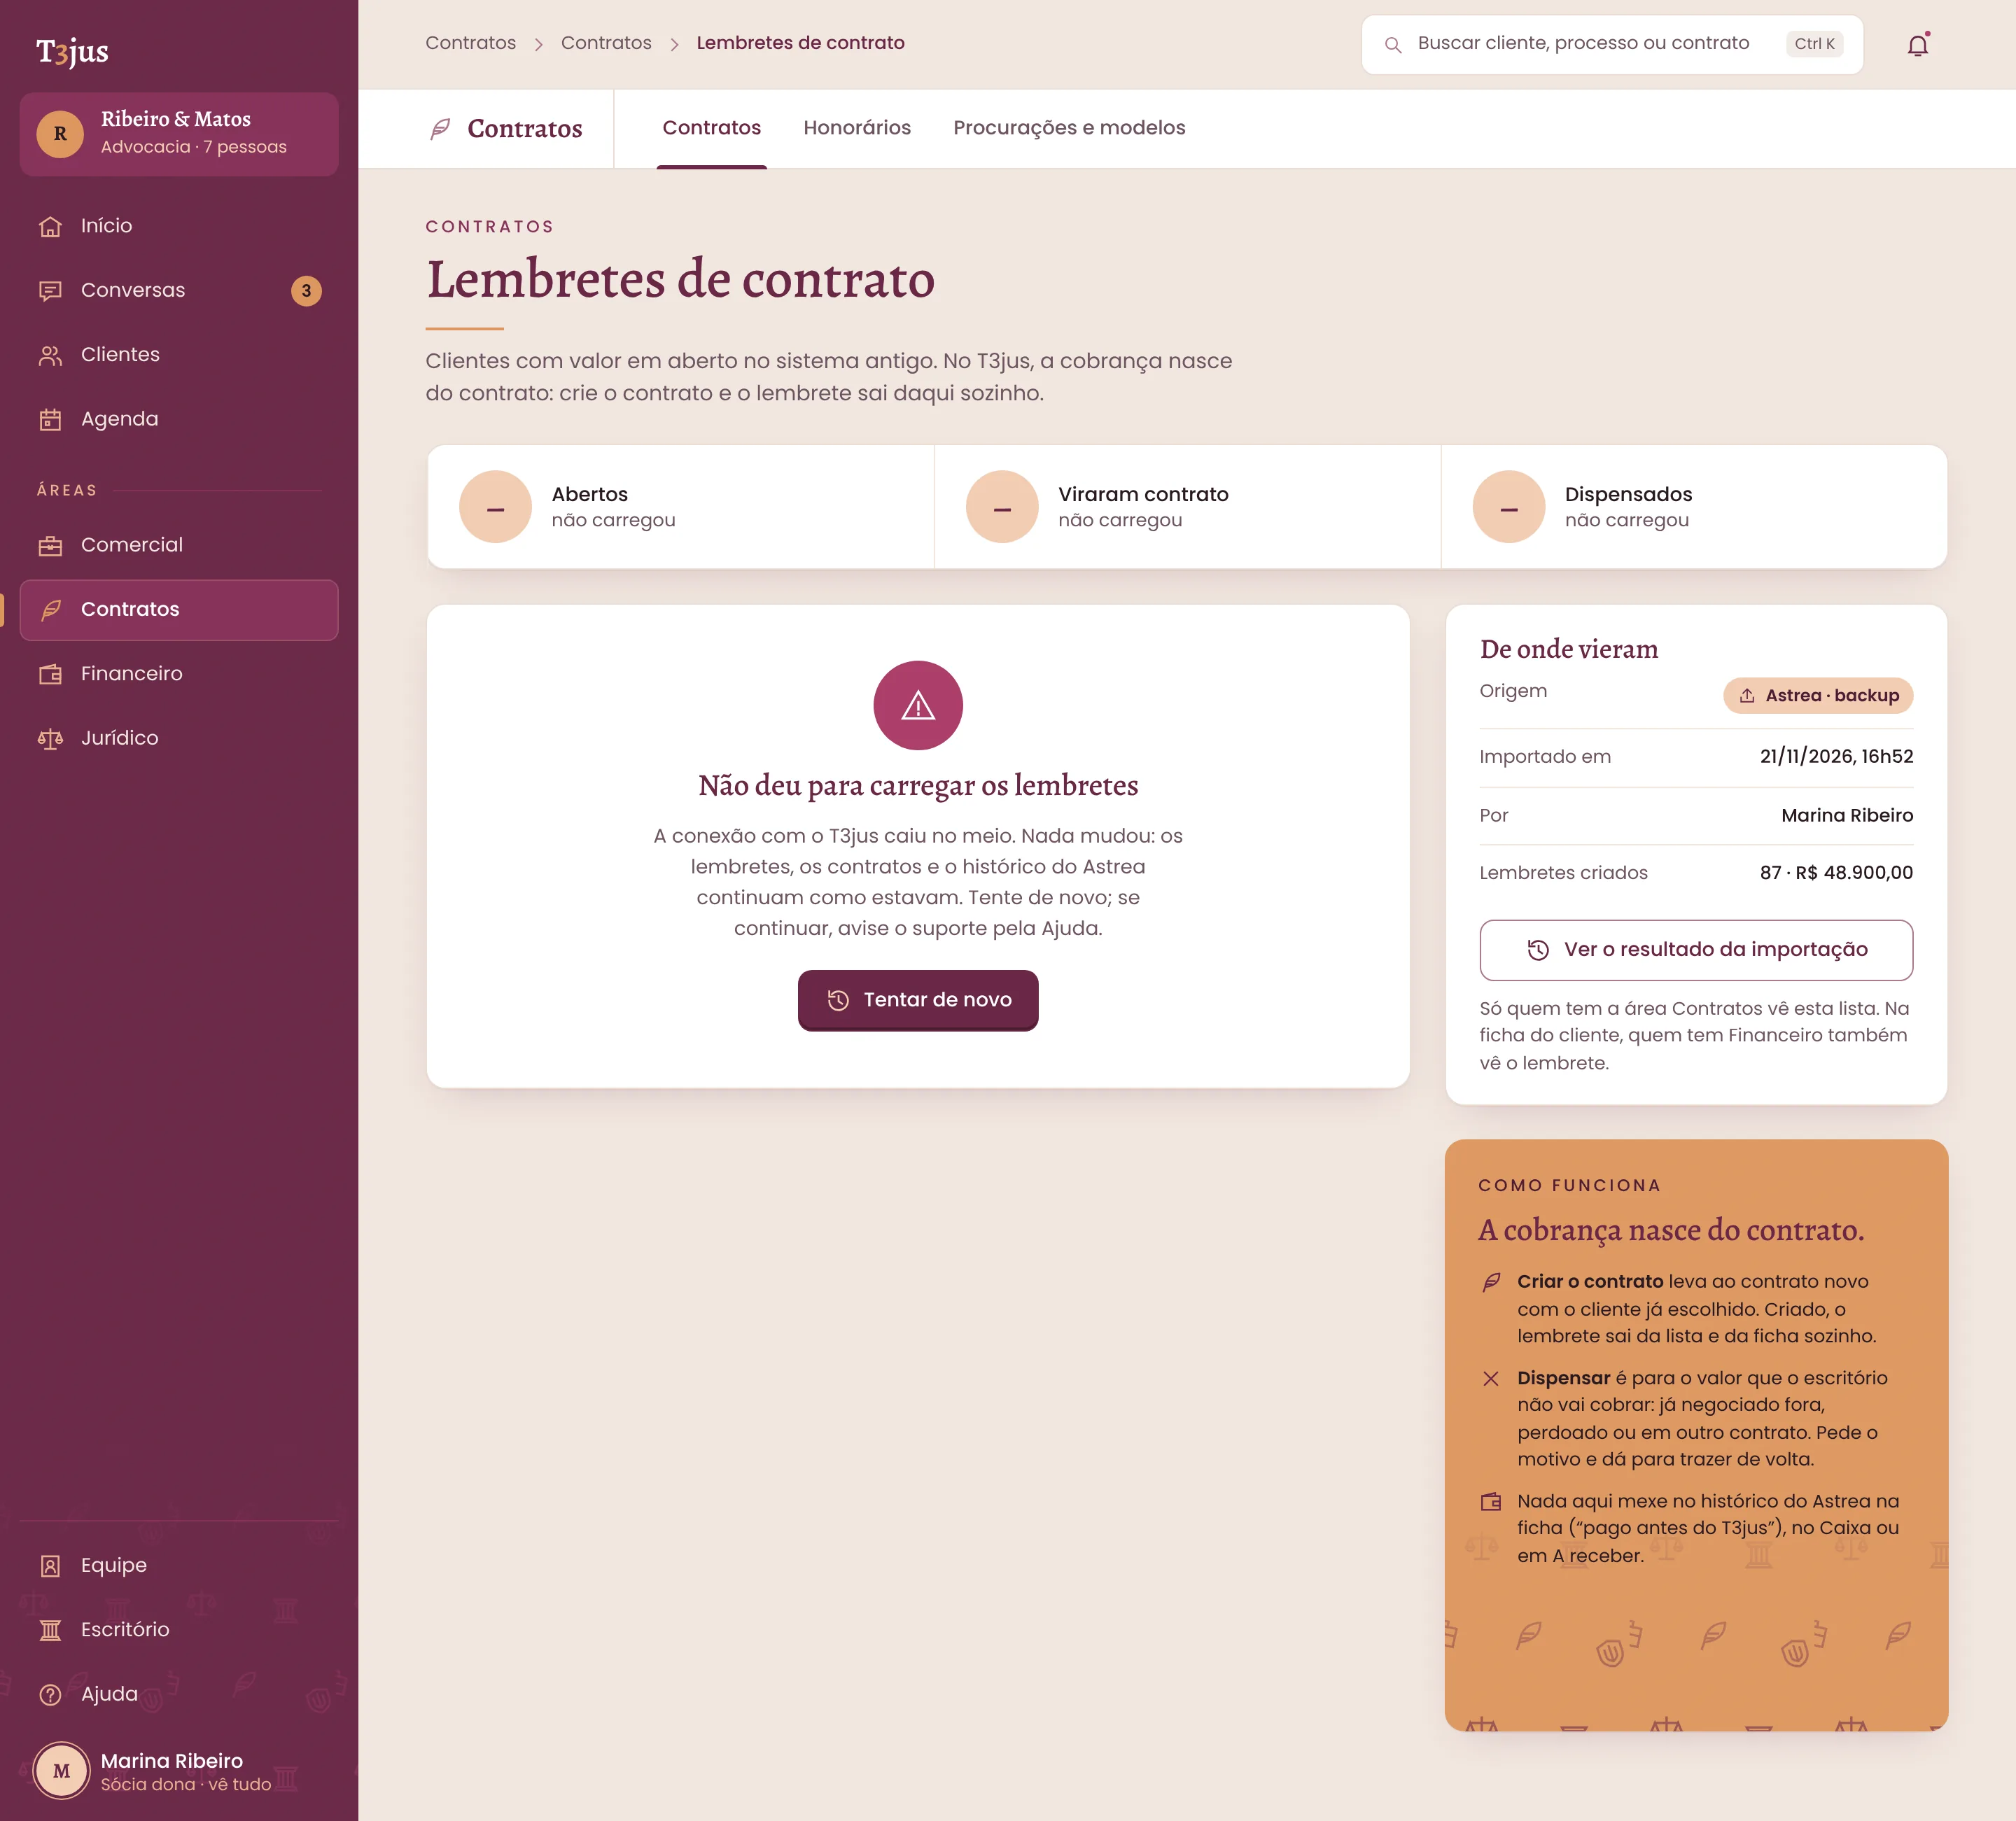 T3jus
R
Ribeiro & Matos
Advocacia · 7 pessoas
Início
Conversas
3
Clientes
Agenda
ÁREAS
Comercial
Contratos
Financeiro
Jurídico
Equipe
Escritório
Ajuda
M
Marina Ribeiro
Sócia dona · vê tudo
Contratos
Contratos
Lembretes de contrato
Buscar cliente, processo ou contrato
Ctrl K
Contratos
Contratos
Honorários
Procurações e modelos
CONTRATOS
Lembretes de contrato
Clientes com valor em aberto no sistema antigo. No T3jus, a cobrança nasce
do contrato: crie o contrato e o lembrete sai daqui sozinho.
–
Abertos
não carregou
–
Viraram contrato
não carregou
–
Dispensados
não carregou
Não deu para carregar os lembretes
A conexão com o T3jus caiu no meio. Nada mudou: os
lembretes, os contratos e o histórico do Astrea
continuam como estavam. Tente de novo; se
continuar, avise o suporte pela Ajuda.
Tentar de novo
De onde vieram
Origem
Astrea · backup
Importado em
21/11/2026, 16h52
Por
Marina Ribeiro
Lembretes criados
87 · R$ 48.900,00
Ver o resultado da importação
Só quem tem a área Contratos vê esta lista. Na
ficha do cliente, quem tem Financeiro também
vê o lembrete.
COMO FUNCIONA
A cobrança nasce do contrato.
Criar o contrato leva ao contrato novo
com o cliente já escolhido. Criado, o
lembrete sai da lista e da ficha sozinho.
Dispensar é para o valor que o escritório
não vai cobrar: já negociado fora,
perdoado ou em outro contrato. Pede o
motivo e dá para trazer de volta.
Nada aqui mexe no histórico do Astrea na
ficha (“pago antes do T3jus”), no Caixa ou
em A receber.